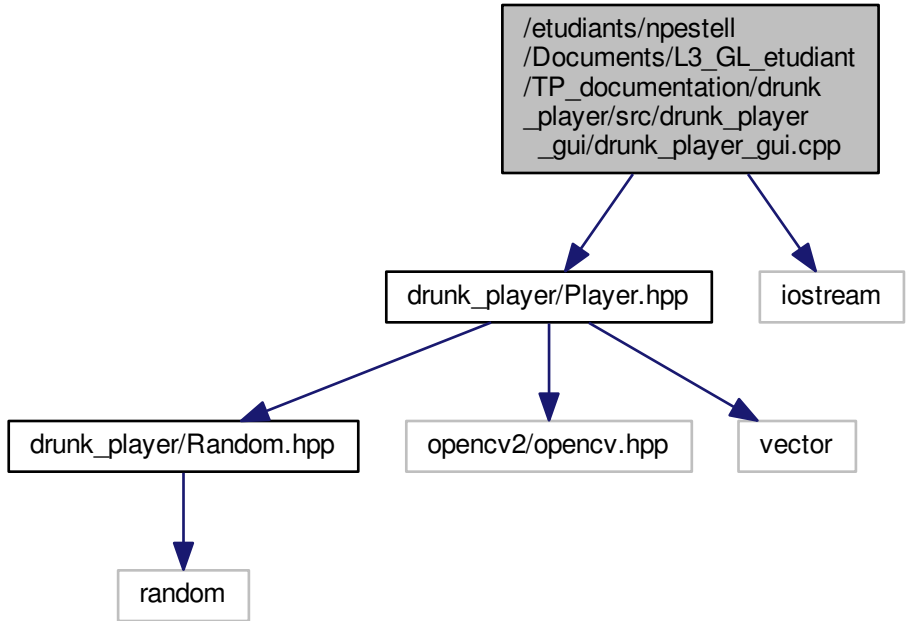 /etudiants/npestell
/Documents/L3_GL_etudiant
/TP_documentation/drunk
_player/src/drunk_player
_gui/drunk_player_gui.cpp
drunk_player/Player.hpp
iostream
drunk_player/Random.hpp
opencv2/opencv.hpp
vector
random